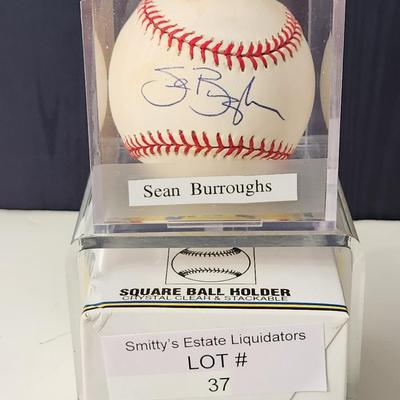 Sean Burroughs
SQUARE BALL HOLDER
CRYSTAL CLEAR & STACKABLE
Smitty's Estate Liquidators
LOT #
37